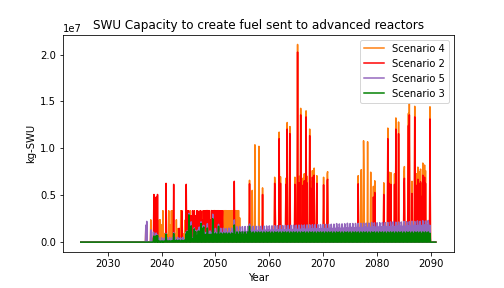 SWU Capacity to create fuel sent to advanced reactors
1e7
Scenario 4
Scenario 2
Scenario 5
Scenario 3
2.0
1.5
1.0
0.5
0.0
kg-SWU
2030 2040 2050 2060 2070 2080 2090
Year